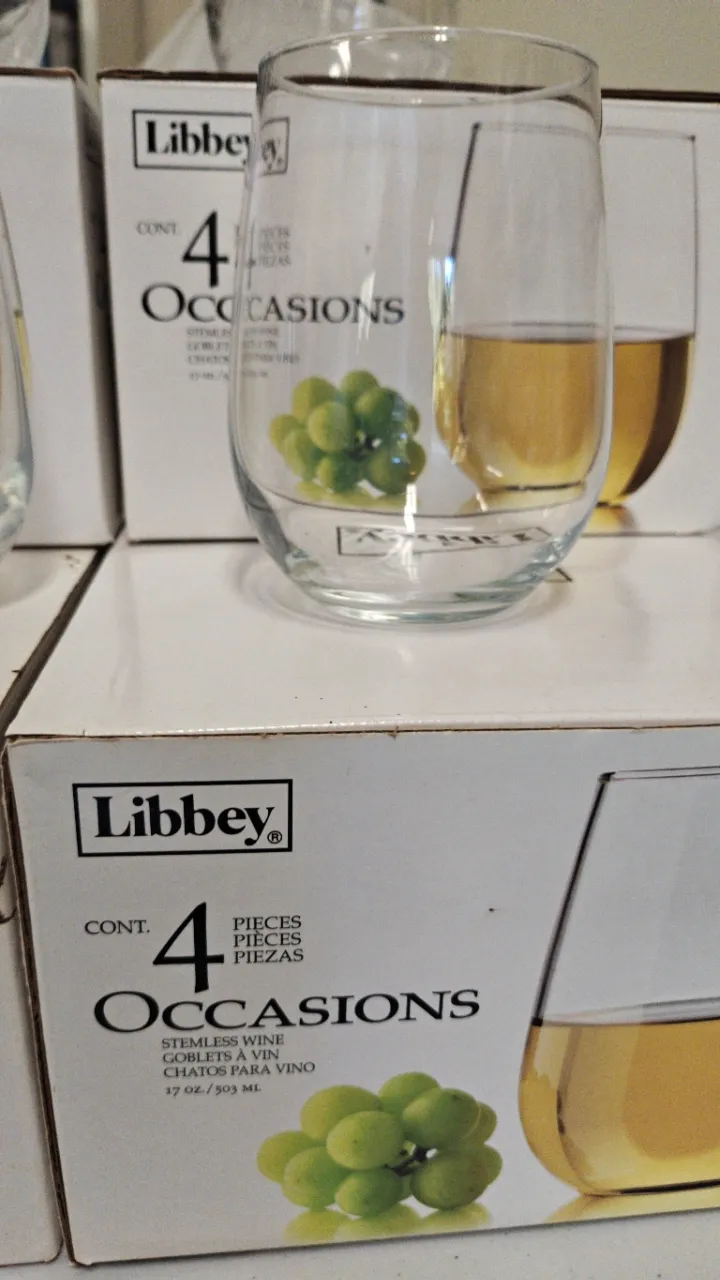 Libbey
CONT. 4
OCCASIONS
Libbey®
CONT. 4 PIECES
PIÈCES
PIEZAS
OCCASIONS
STEMLESS WINE
GOBLETS À VIN
CHATOS PARA VINO
17 OZ./503 ML